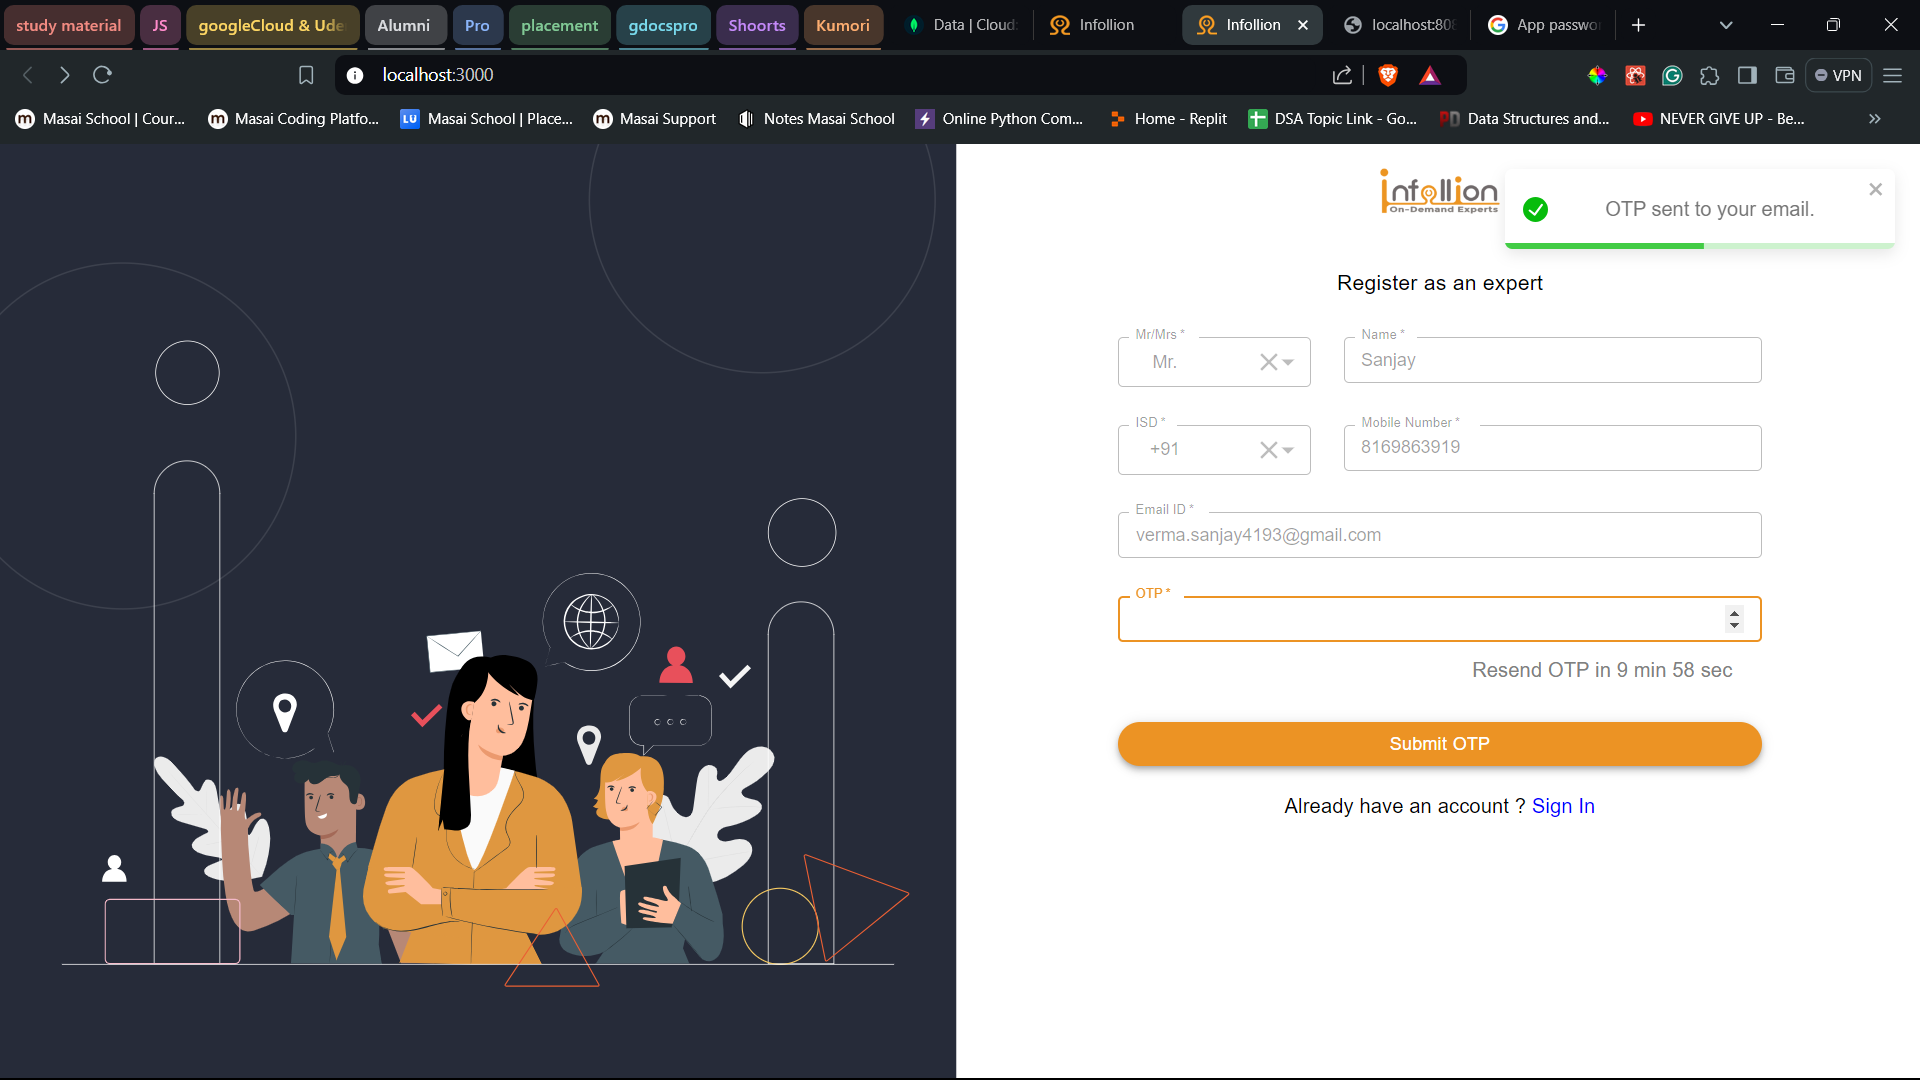 study material JS googleCloud & Ude Alumni Pro placement gdocspro Shoorts Kumori Data | Cloud: Infollion Infollion localhost:808 App passwo
localhost:3000 VPN
Masai School | Cour... Masai Coding Platfo... LU Masai School | Place... Masai Support Notes Masai School Online Python Com... Home - Replit DSA Topic Link - Go... Data Structures and... NEVER GIVE UP - Be...
infollion
On-Demand Experts
OTP sent to your email.
Register as an expert
Mr/Mrs * Name *
Mr. Sanjay
ISD * Mobile Number *
+91 8169863919
Email ID *
verma.sanjay4193@gmail.com
OTP *
Resend OTP in 9 min 58 sec
Submit OTP
Already have an account ? Sign In